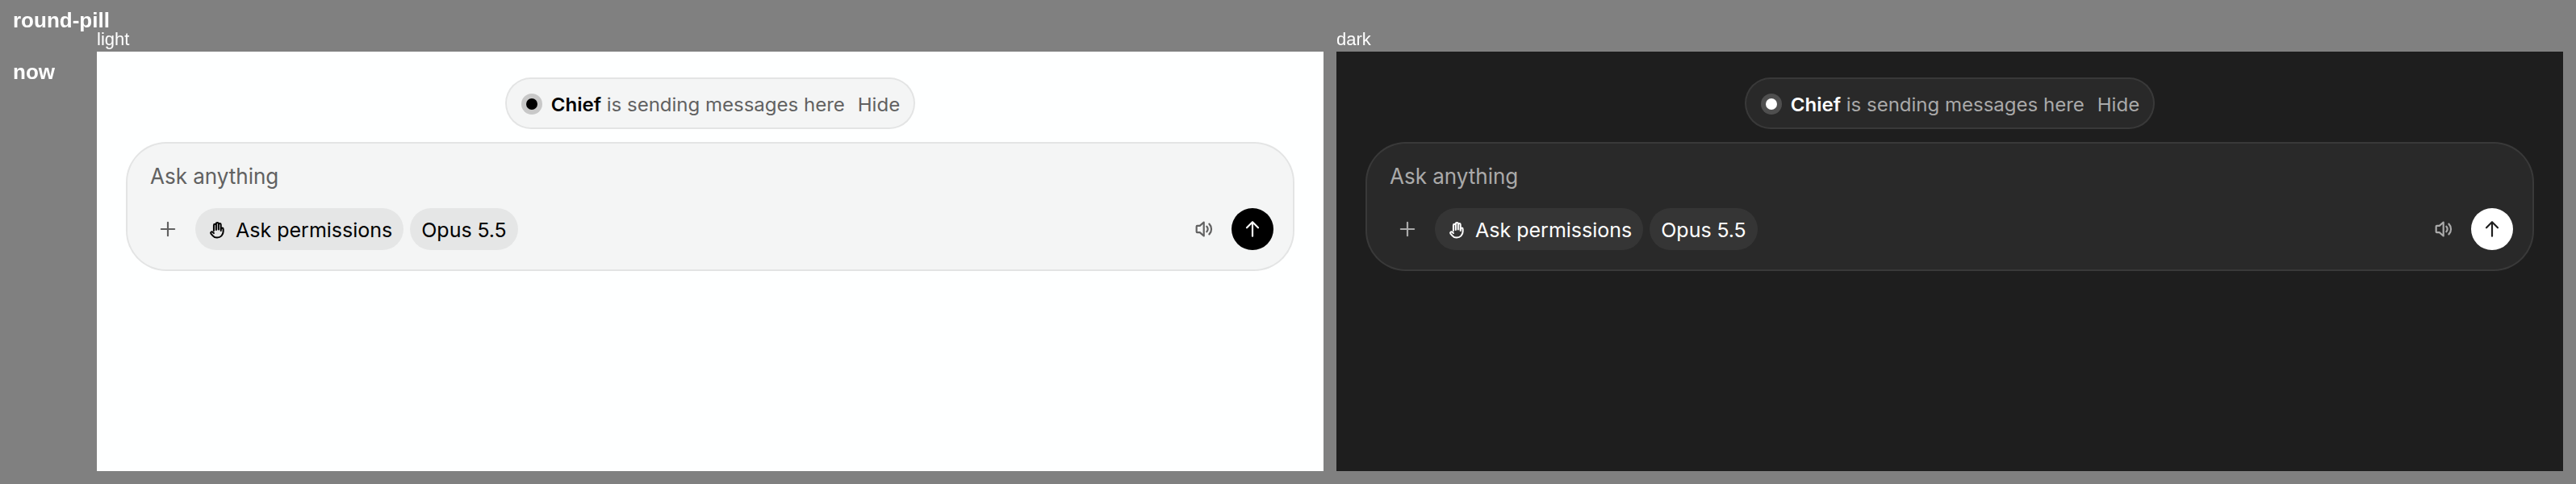 round-pill
light
dark
now
Chief is sending messages here Hide
Ask anything
Ask permissions
Opus 5.5
Chief is sending messages here Hide
Ask anything
Ask permissions
Opus 5.5